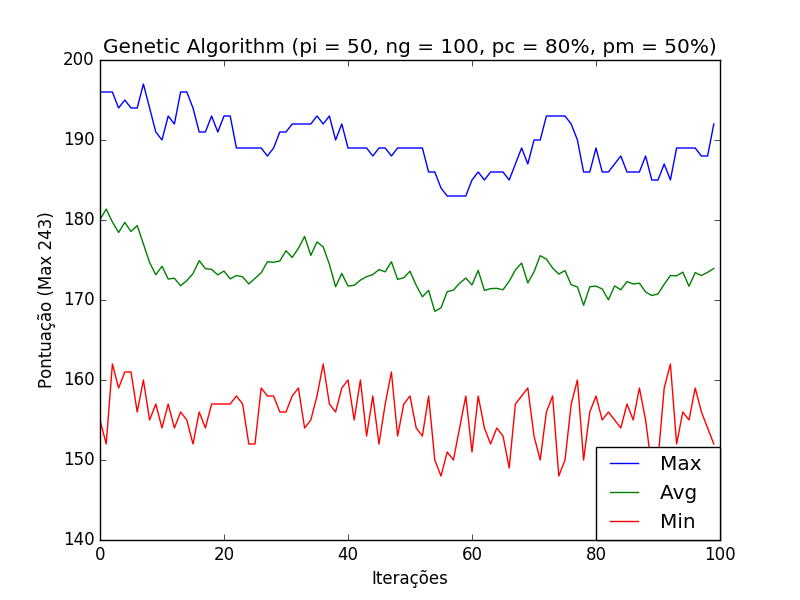 Genetic Algorithm (pi = 50, ng = 100, pc = 80%, pm = 50%)
200
190
180
170
160
150
140
Pontuação (Max 243)
Max
Avg
Min
0 20 40 60 80 100
Iterações